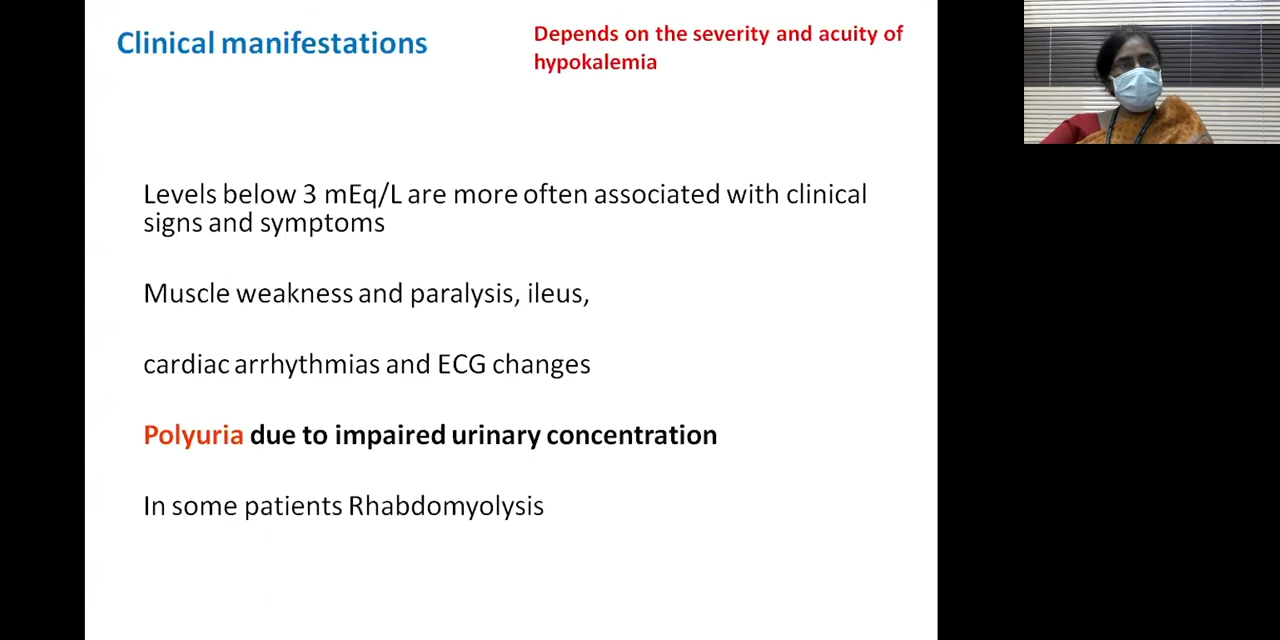 Clinical manifestations
Depends on the severity and acuity of
hypokalemia
Levels below 3 mEq/L are more often associated with clinical
signs and symptoms
Muscle weakness and paralysis, ileus,
cardiac arrhythmias and ECG changes
Polyuria due to impaired urinary concentration
In some patients Rhabdomyolysis